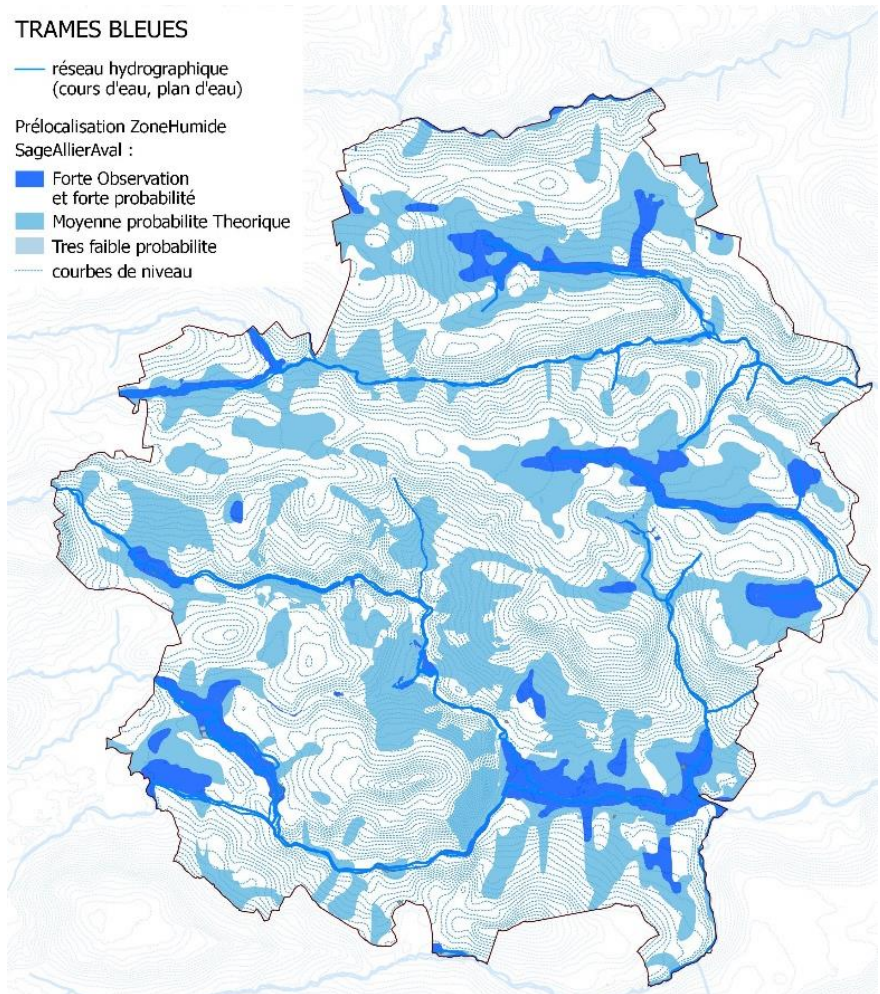 TRAMES BLEUES
réseau hydrographique
(cours d'eau, plan d'eau)
Prélocalisation ZoneHumide
SageAllierAval :
Forte Observation
et forte probabilité
Moyenne probabilite Theorique
Tres faible probabilite
courbes de niveau